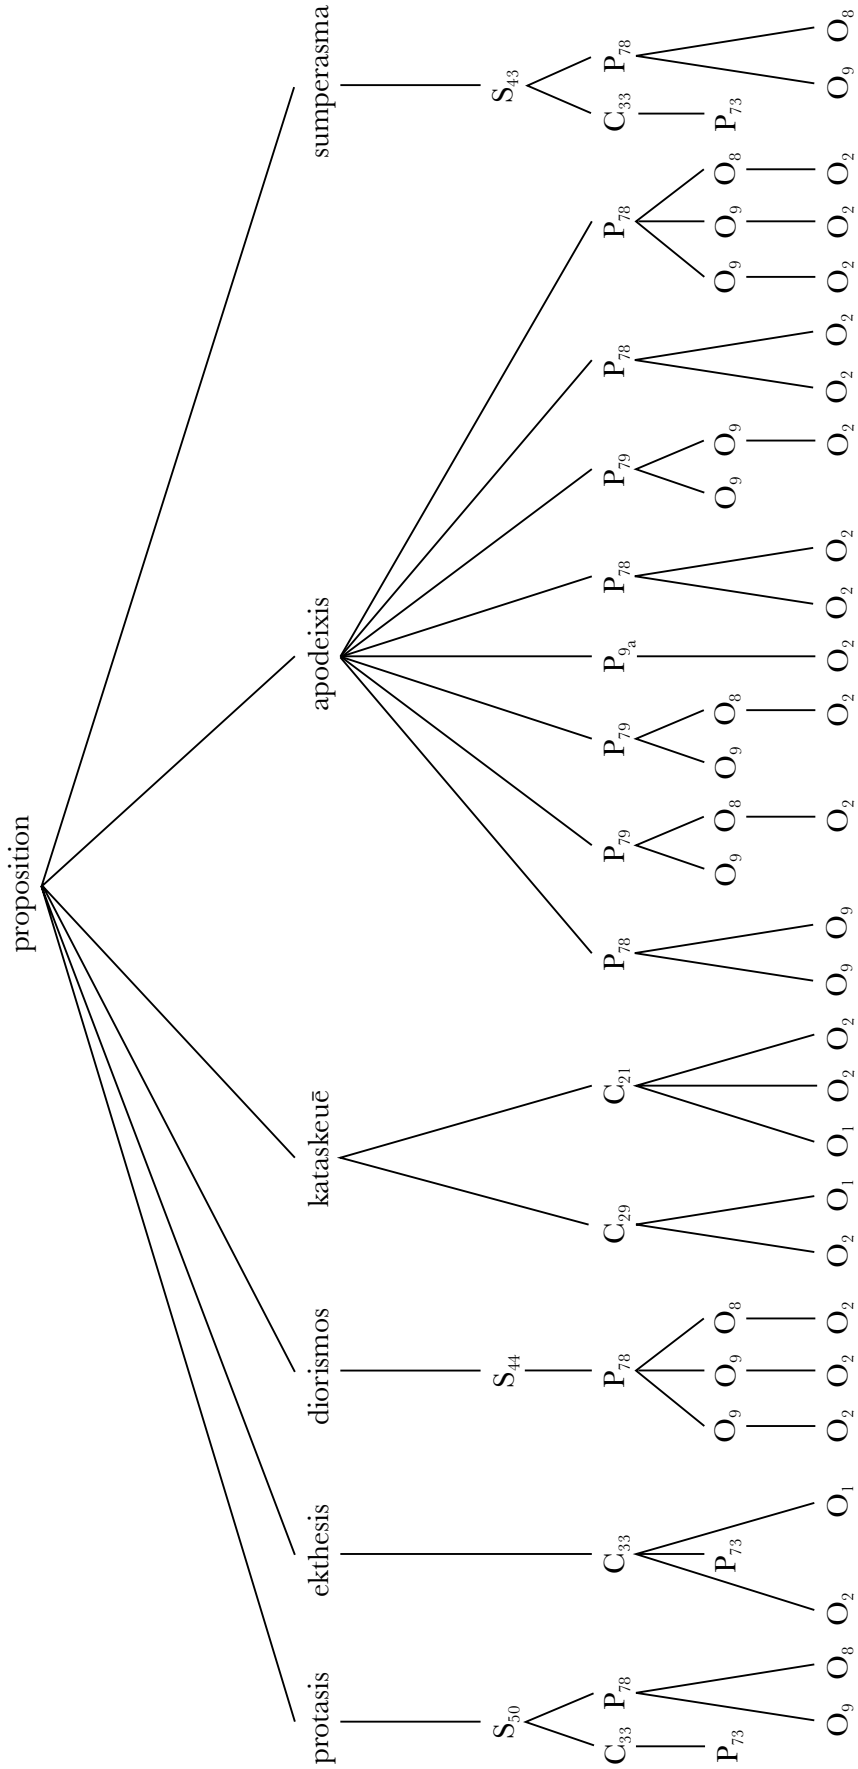 proposition
protasis ekthesis diorismos kataskeuē apodeixis sumperasma
S₅₀ S₄₄ S₄₃
C₃₃ P₇₈ C₃₃ P₇₈ C₂₉ C₂₁ P₇₈ P₇₉ P₇₉ P₉ₐ P₇₈ P₇₉ P₇₈ P₇₈ C₃₃ P₇₈
P₇₃ P₇₃ O₉ O₉ O₈ O₉ O₈ O₉ O₈ O₉ O₉ O₉ O₉ O₈ P₇₃
O₉ O₈ O₂ O₁ O₂ O₂ O₂ O₂ O₁ O₁ O₂ O₂ O₉ O₉ O₂ O₂ O₂ O₂ O₂ O₂ O₂ O₂ O₂ O₂ O₂ O₉ O₈